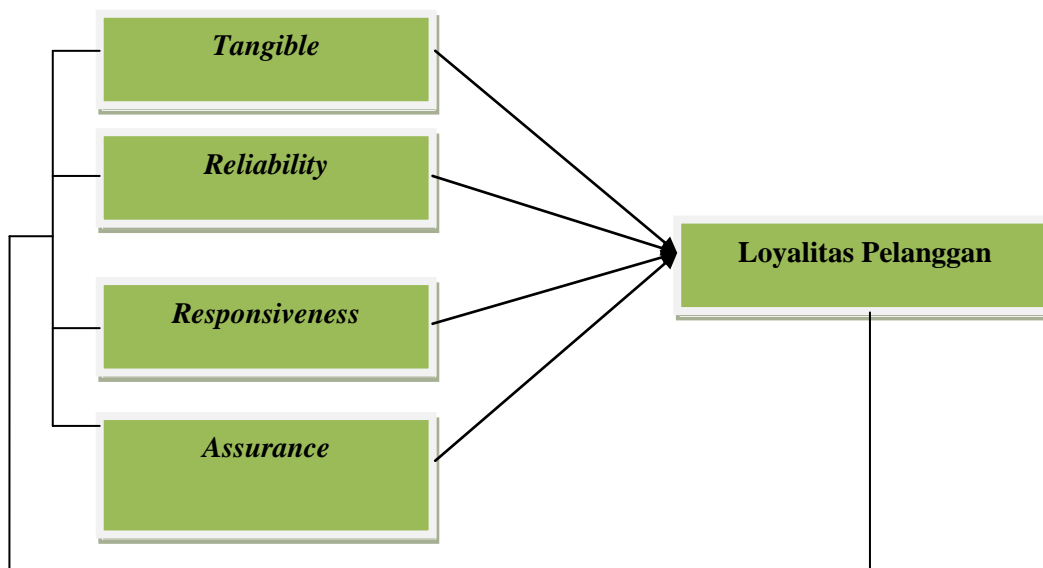 Tangible
Reliability
Loyalitas Pelanggan
Responsiveness
Assurance